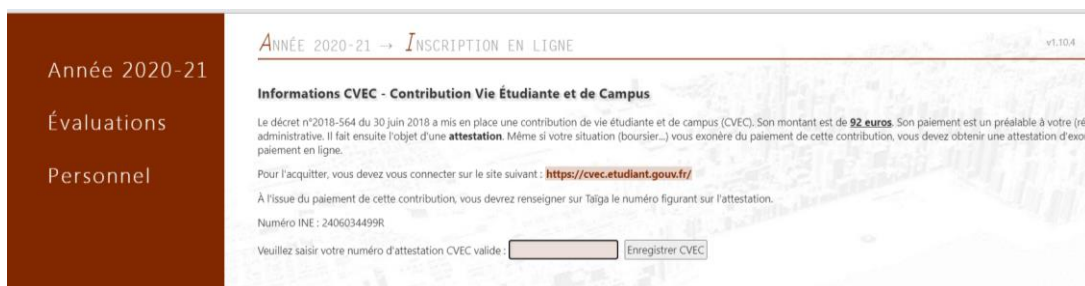 Année 2020-21
Évaluations
Personnel
ANNÉE 2020-21 → INSCRIPTION EN LIGNE
v1.10.4
Informations CVEC - Contribution Vie Étudiante et de Campus
Le décret n°2018-564 du 30 juin 2018 a mis en place une contribution de vie étudiante et de campus (CVEC). Son montant est de 92 euros. Son paiement est un préalable à votre (ré
administrative. Il fait ensuite l'objet d'une attestation. Même si votre situation (boursier...) vous exonère du paiement de cette contribution, vous devez obtenir une attestation d'exo
paiement en ligne.
Pour l'acquitter, vous devez vous connecter sur le site suivant : https://cvec.etudiant.gouv.fr/
À l'issue du paiement de cette contribution, vous devrez renseigner sur Taïga le numéro figurant sur l'attestation.
Numéro INE : 2406034499R
Veuillez saisir votre numéro d'attestation CVEC valide : Enregistrer CVEC